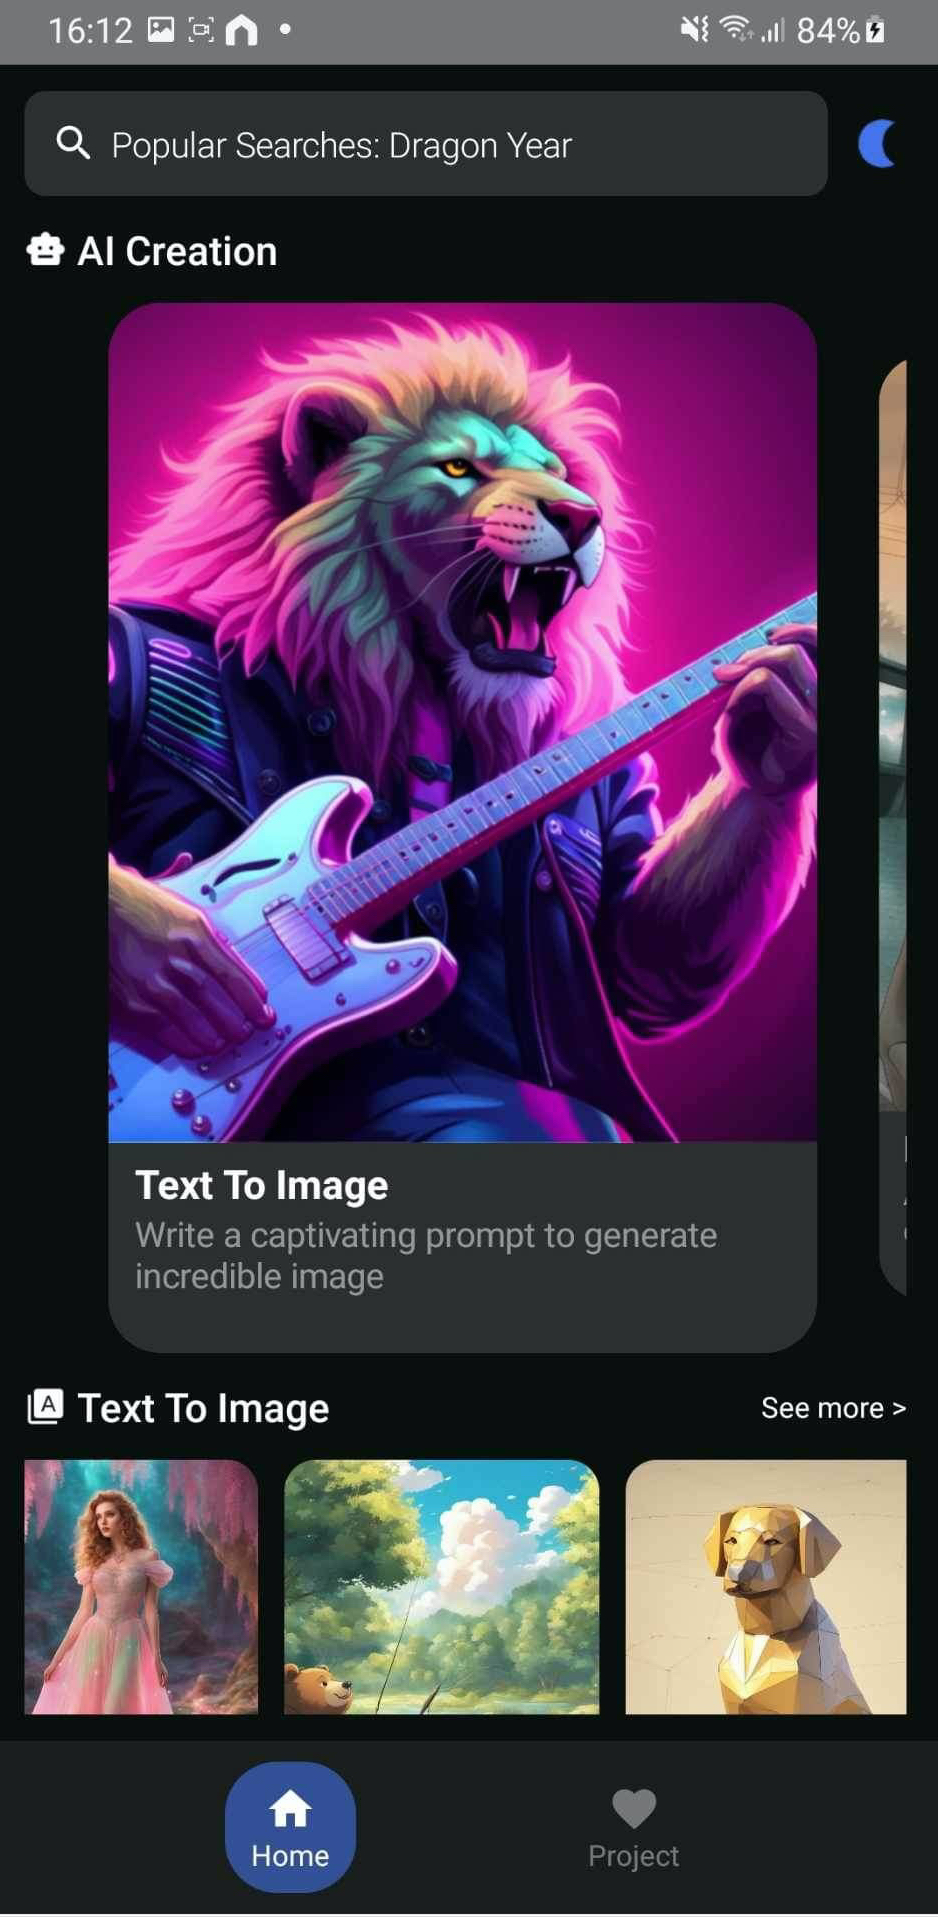 16:12
84%
Popular Searches: Dragon Year
AI Creation
Text To Image
Write a captivating prompt to generate
incredible image
A Text To Image
See more >
Home
Project